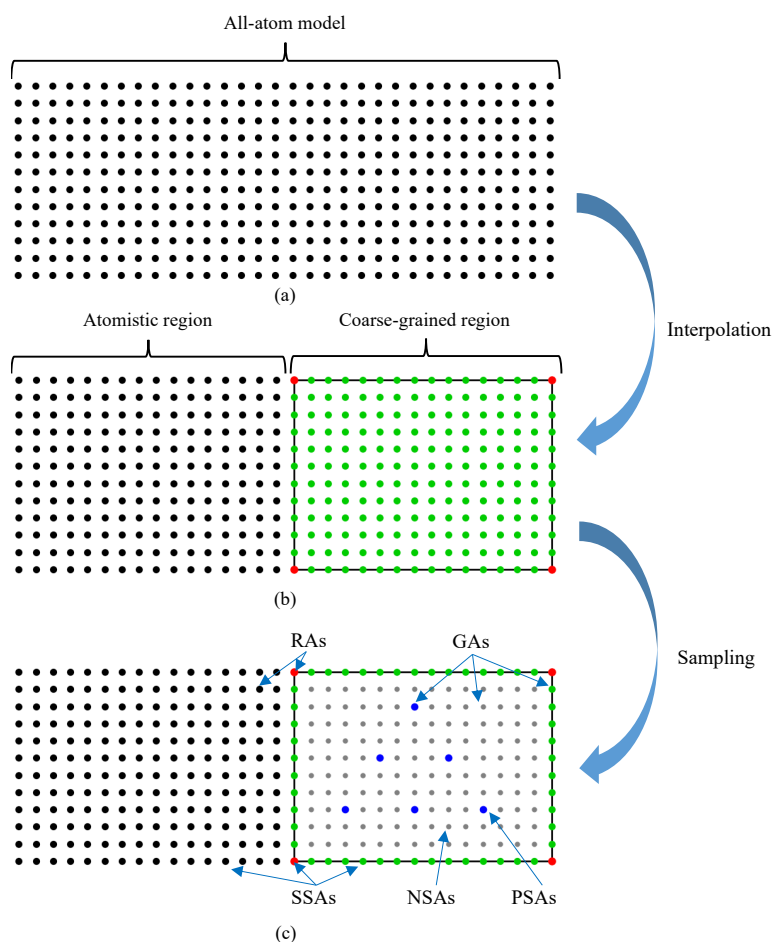 All-atom model
(a)
Interpolation
Atomistic region
Coarse-grained region
(b)
Sampling
RAs
GAs
SSAs
NSAs
PSAs
(c)